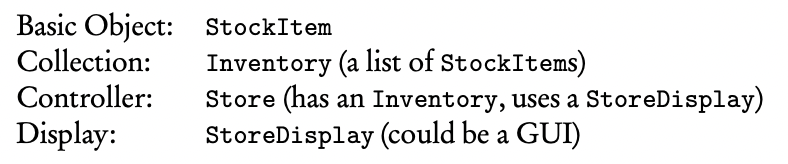 Basic Object: StockItem
Collection: Inventory (a list of StockItems)
Controller: Store (has an Inventory, uses a StoreDisplay)
Display: StoreDisplay (could be a GUI)